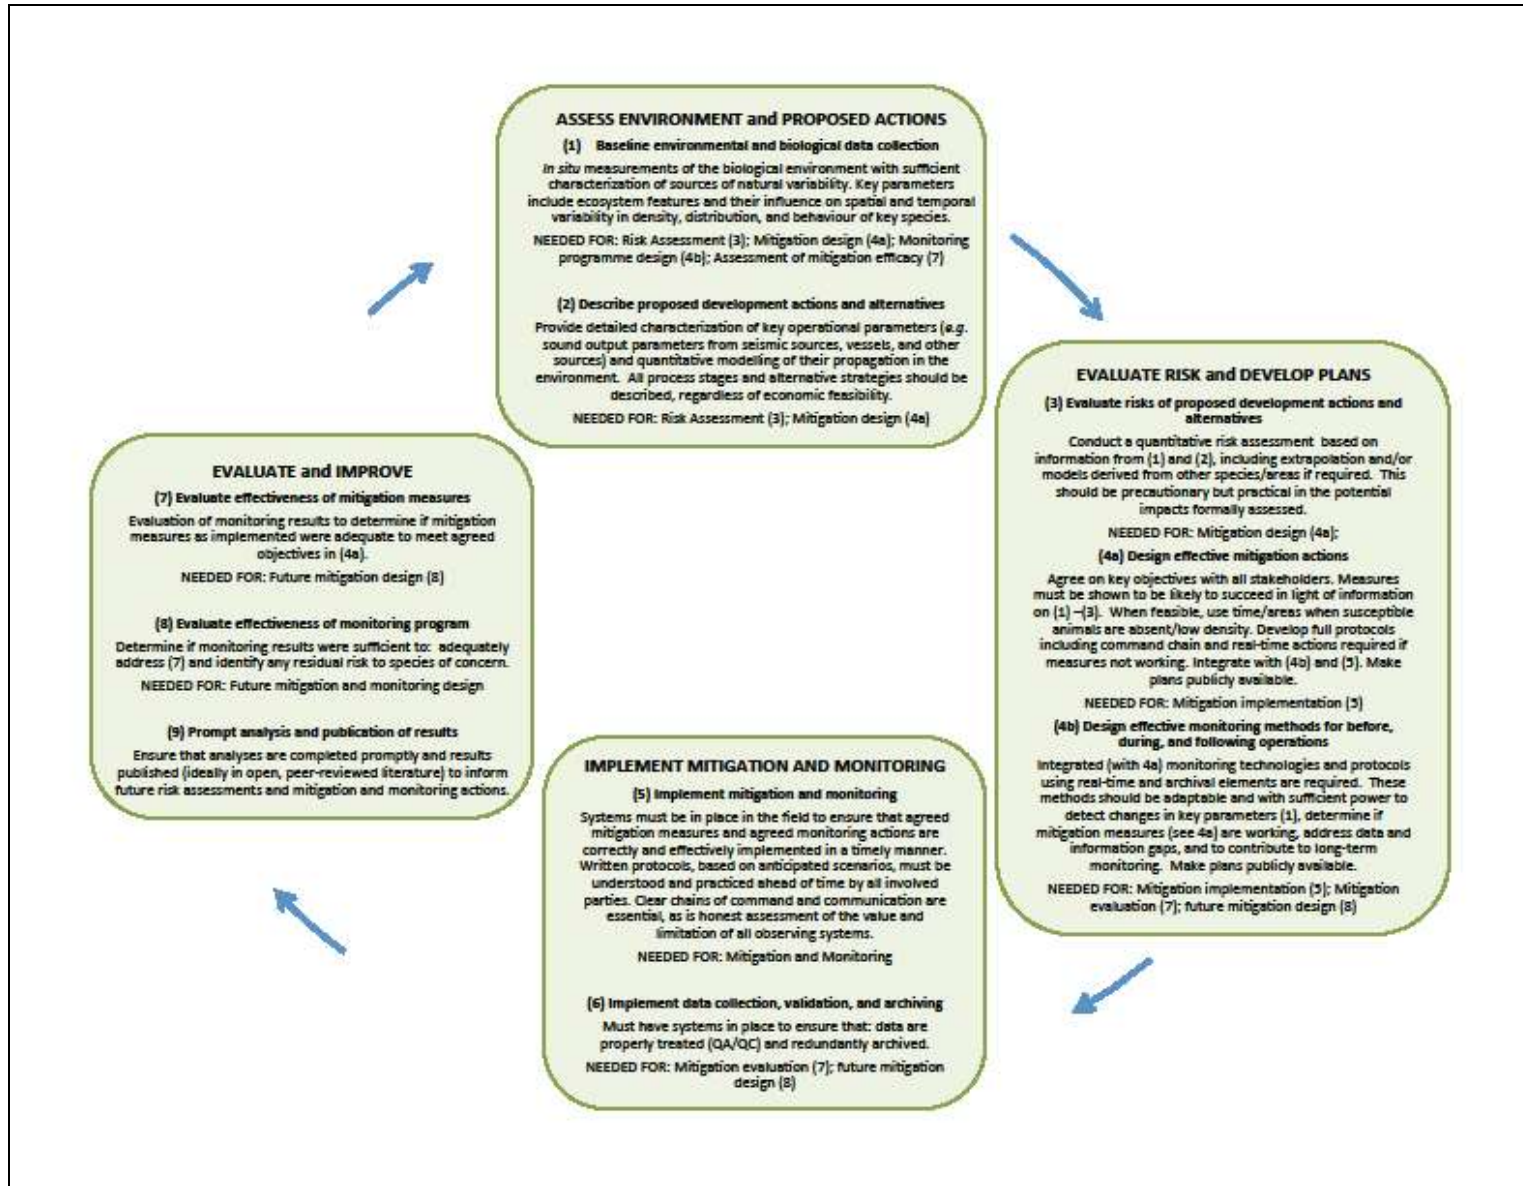 ASSESS ENVIRONMENT and PROPOSED ACTIONS
(1) Baseline environmental and biological data collection
In situ measurements of the biological environment with sufficient
characterization of sources of natural variability. Key parameters
include ecosystem features and their influence on spatial and temporal
variability in density, distribution, and behaviour of key species.
NEEDED FOR: Risk Assessment (3); Mitigation design (4a); Monitoring
programme design (4b); Assessment of mitigation efficacy (7)
(2) Describe proposed development actions and alternatives
Provide detailed characterization of key operational parameters (e.g.
sound output parameters from seismic sources, vessels, and other
sources) and quantitative modelling of their propagation in the
environment. All process stages and alternative strategies should be
described, regardless of economic feasibility.
NEEDED FOR: Risk Assessment (3); Mitigation design (4a)
EVALUATE RISK and DEVELOP PLANS
(3) Evaluate risks of proposed development actions and
alternatives
Conduct a quantitative risk assessment based on
information from (1) and (2), including extrapolation and/or
models derived from other species/areas if required. This
should be precautionary but practical in the potential
impacts formally assessed.
NEEDED FOR: Mitigation design (4a);
(4a) Design effective mitigation actions
Agree on key objectives with all stakeholders. Measures
must be shown to be likely to succeed in light of information
on (1) –(3). When feasible, use time/areas when susceptible
animals are absent/low density. Develop full protocols
including command chain and real-time actions required if
measures not working. Integrate with (4b) and (5). Make
plans publicly available.
NEEDED FOR: Mitigation implementation (5)
(4b) Design effective monitoring methods for before,
during, and following operations
Integrated (with 4a) monitoring technologies and protocols
using real-time and archival elements are required. These
methods should be adaptable and with sufficient power to
detect changes in key parameters (1), determine if
mitigation measures (see 4a) are working, address data and
information gaps, and to contribute to long-term
monitoring. Make plans publicly available.
NEEDED FOR: Mitigation implementation (5); Mitigation
evaluation (7); future mitigation design (8)
IMPLEMENT MITIGATION AND MONITORING
(5) Implement mitigation and monitoring
Systems must be in place in the field to ensure that agreed
mitigation measures and agreed monitoring actions are
correctly and effectively implemented in a timely manner.
Written protocols, based on anticipated scenarios, must be
understood and practiced ahead of time by all involved
parties. Clear chains of command and communication are
essential, as is honest assessment of the value and
limitation of all observing systems.
NEEDED FOR: Mitigation and Monitoring
(6) Implement data collection, validation, and archiving
Must have systems in place to ensure that: data are
properly treated (QA/QC) and redundantly archived.
NEEDED FOR: Mitigation evaluation (7); future mitigation
design (8)
EVALUATE and IMPROVE
(7) Evaluate effectiveness of mitigation measures
Evaluation of monitoring results to determine if mitigation
measures as implemented were adequate to meet agreed
objectives in (4a).
NEEDED FOR: Future mitigation design (8)
(8) Evaluate effectiveness of monitoring program
Determine if monitoring results were sufficient to: adequately
address (7) and identify any residual risk to species of concern.
NEEDED FOR: Future mitigation and monitoring design
(9) Prompt analysis and publication of results
Ensure that analyses are completed promptly and results
published (ideally in open, peer-reviewed literature) to inform
future risk assessments and mitigation and monitoring actions.